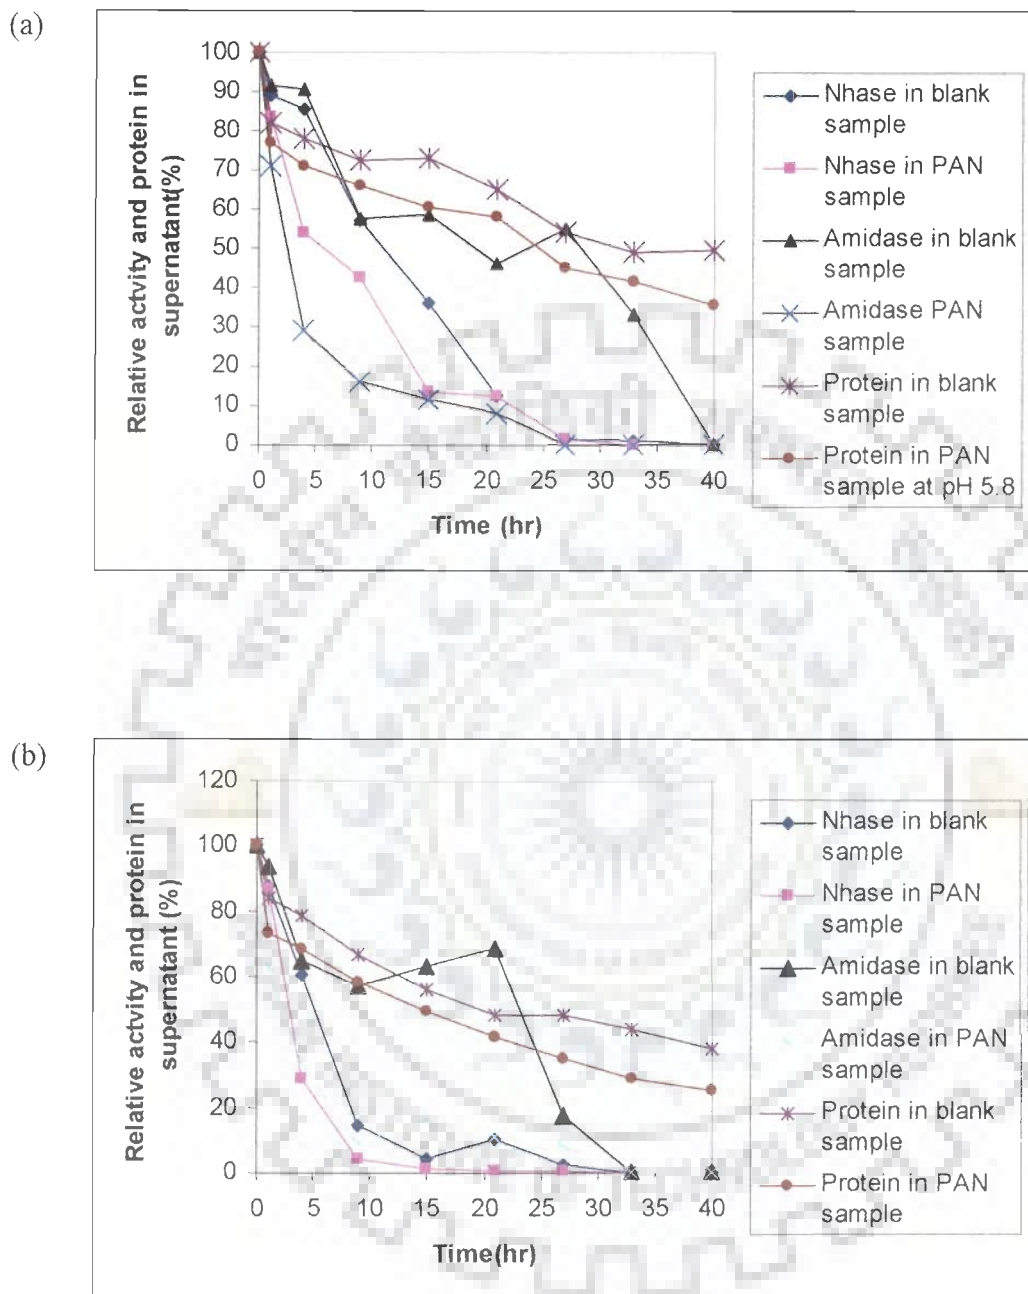 (a)
100
90
80
70
60
50
40
30
20
10
0
Relative actvity and protein in
supernatant(%)
0 5 10 15 20 25 30 35 40
Time (hr)
Nhase in blank
sample
Nhase in PAN
sample
Amidase in blank
sample
Amidase PAN
sample
Protein in blank
sample
Protein in PAN
sample at pH 5.8
(b)
120
100
80
60
40
20
0
Relative actvity and protein in
supernatant (%)
0 5 10 15 20 25 30 35 40
Time(hr)
Nhase in blank
sample
Nhase in PAN
sample
Amidase in blank
sample
Amidase in PAN
sample
Protein in blank
sample
Protein in PAN
sample